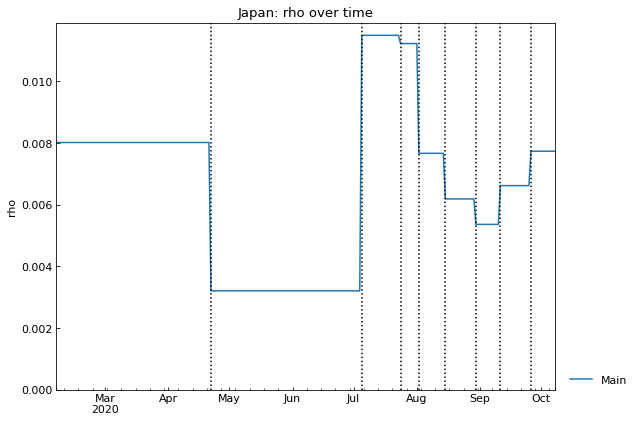 Japan: rho over time
0.010
0.008
0.006
0.004
0.002
0.000
rho
Mar
2020
Apr
May
Jun
Jul
Aug
Sep
Oct
Main